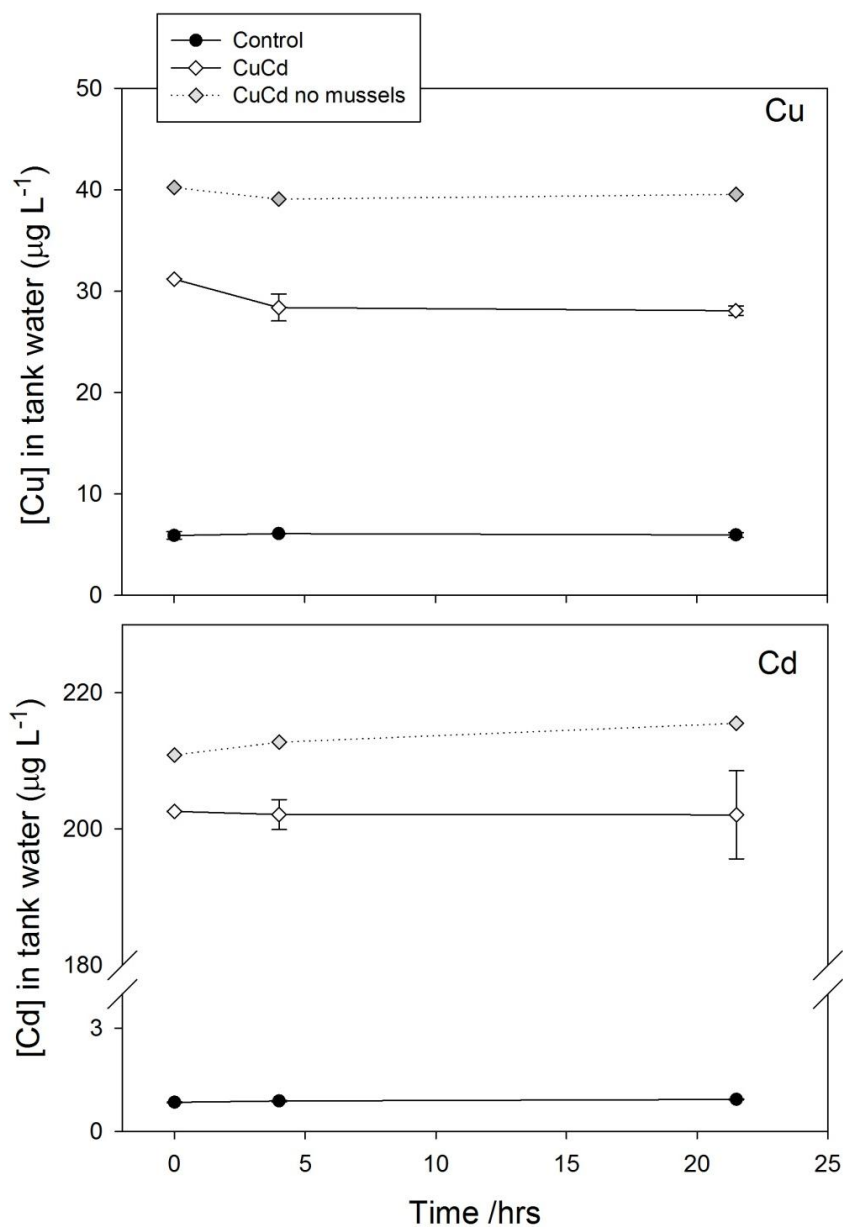 Control
CuCd
CuCd no mussels
Cu
50
40
30
20
10
0
[Cu] in tank water (µg L⁻¹)
Cd
220
200
180
3
0
[Cd] in tank water (µg L⁻¹)
0 5 10 15 20 25
Time /hrs